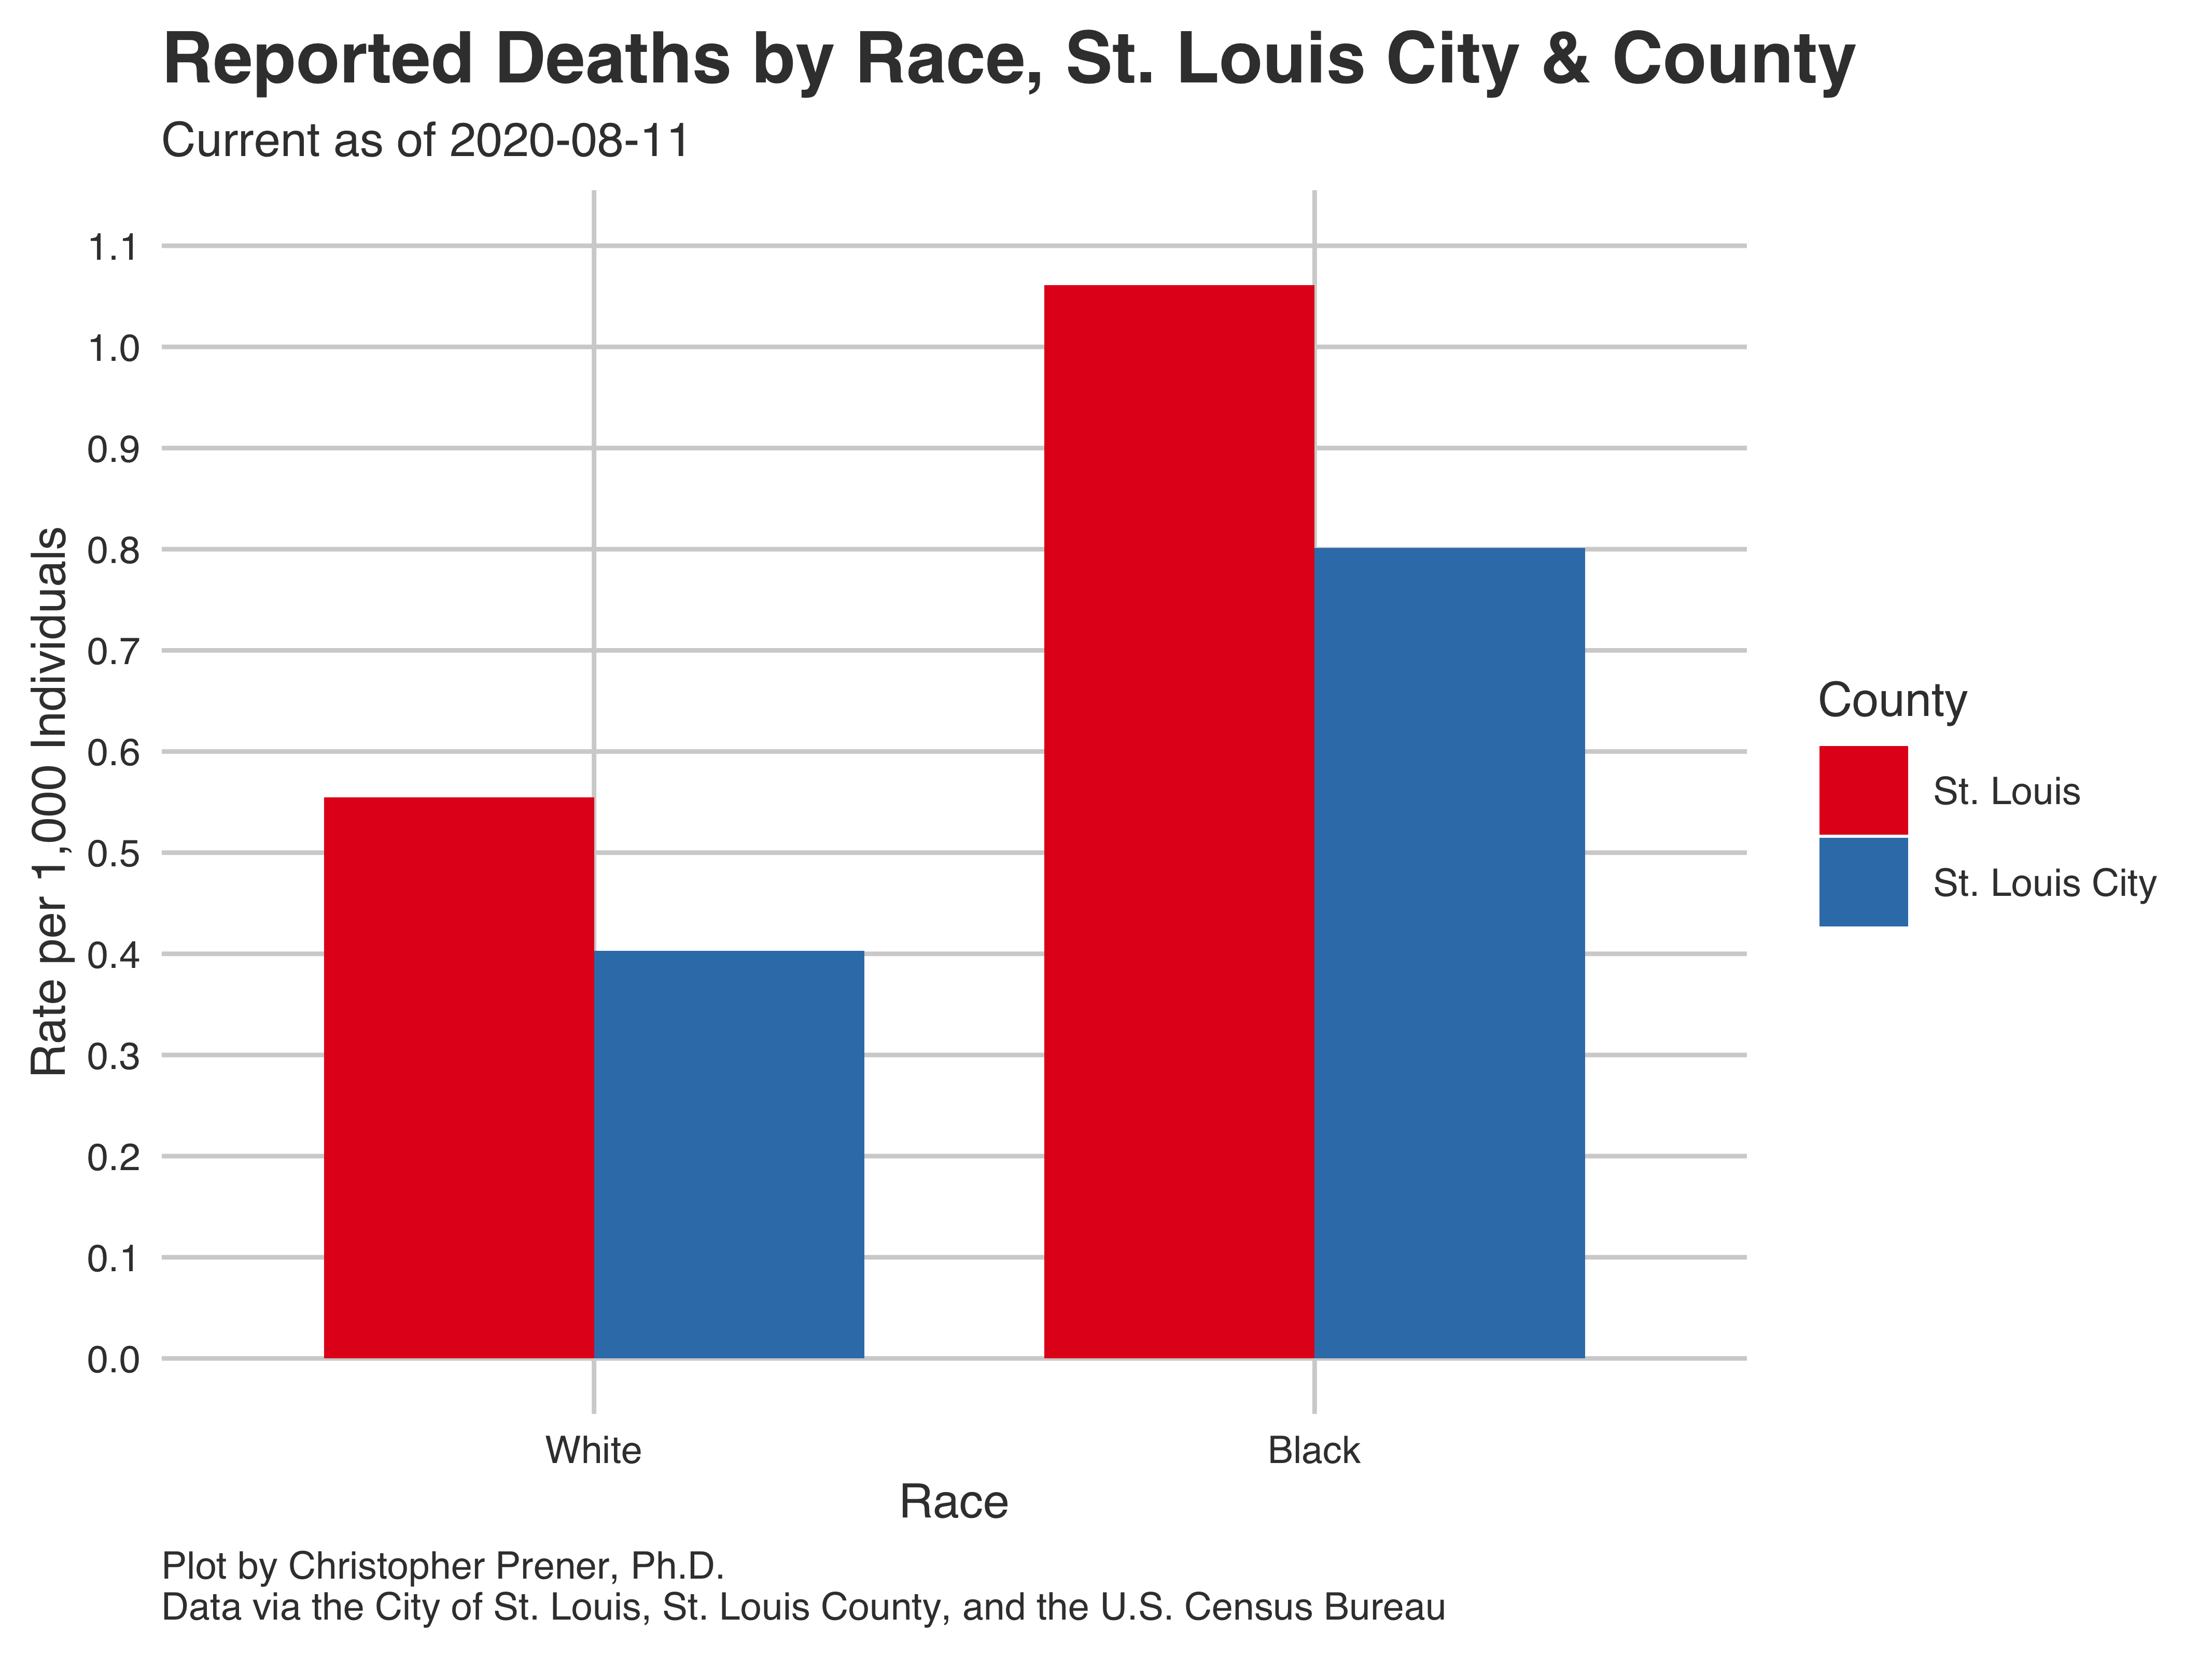 Reported Deaths by Race, St. Louis City & County
Current as of 2020-08-11
Rate per 1,000 Individuals
1.1
1.0
0.9
0.8
0.7
0.6
0.5
0.4
0.3
0.2
0.1
0.0
White
Black
Race
County
St. Louis
St. Louis City
Plot by Christopher Prener, Ph.D.
Data via the City of St. Louis, St. Louis County, and the U.S. Census Bureau